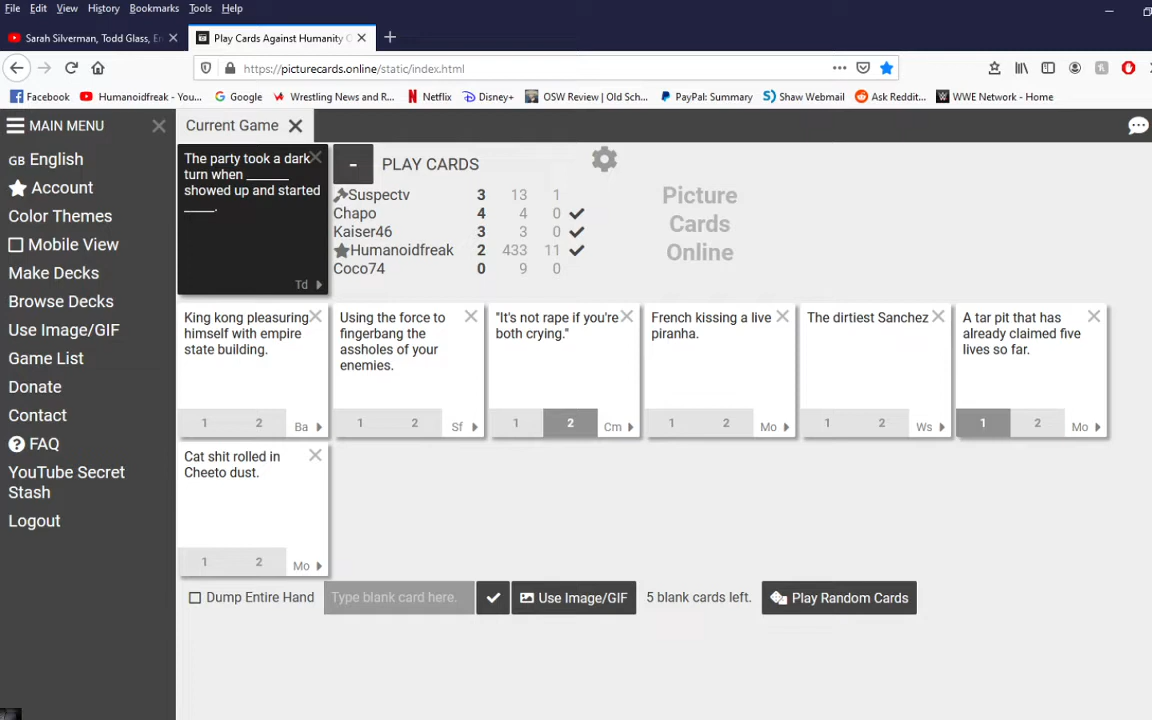 File Edit View History Bookmarks Tools Help
Sarah Silverman, Todd Glass, E
Play Cards Against Humanity
https://picturecards.online/static/index.html
Facebook Humanoidfreak - You... Google Wrestling News and R... Netflix Disney+ OSW Review | Old Sch... PayPal: Summary Shaw Webmail Ask Reddit... WWE Network - Home
MAIN MENU
GB English
Account
Color Themes
Mobile View
Make Decks
Browse Decks
Use Image/GIF
Game List
Donate
Contact
FAQ
YouTube Secret
Stash
Logout
Current Game
The party took a dark
turn when ______
showed up and started
_____.
Td
- PLAY CARDS
Suspectv 3 13 1
Chapo 4 4 0
Kaiser46 3 3 0
Humanoidfreak 2 433 11
Coco74 0 9 0
Picture
Cards
Online
King kong pleasuring
himself with empire
state building.
1 2 Ba
Using the force to
fingerbang the
assholes of your
enemies.
1 2 Sf
"It's not rape if you're
both crying."
1 2 Cm
French kissing a live
piranha.
1 2 Mo
The dirtiest Sanchez
1 2 Ws
A tar pit that has
already claimed five
lives so far.
1 2 Mo
Cat shit rolled in
Cheeto dust.
1 2 Mo
Dump Entire Hand Type blank card here. Use Image/GIF 5 blank cards left. Play Random Cards